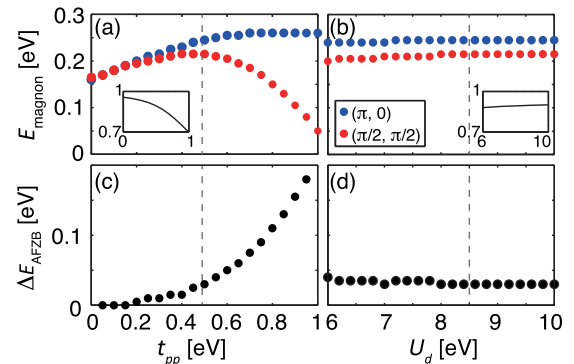 (a)
(b)
E_magnon [eV]
0.3
0.2
0.1
0
1
0.7
0
1
(π, 0)
(π/2, π/2)
1
0.7
6
10
(c)
(d)
ΔE_AFZB [eV]
0.1
0
0 0.2 0.4 0.6 0.8 1 6 7 8 9 10
t_pp [eV]
U_d [eV]